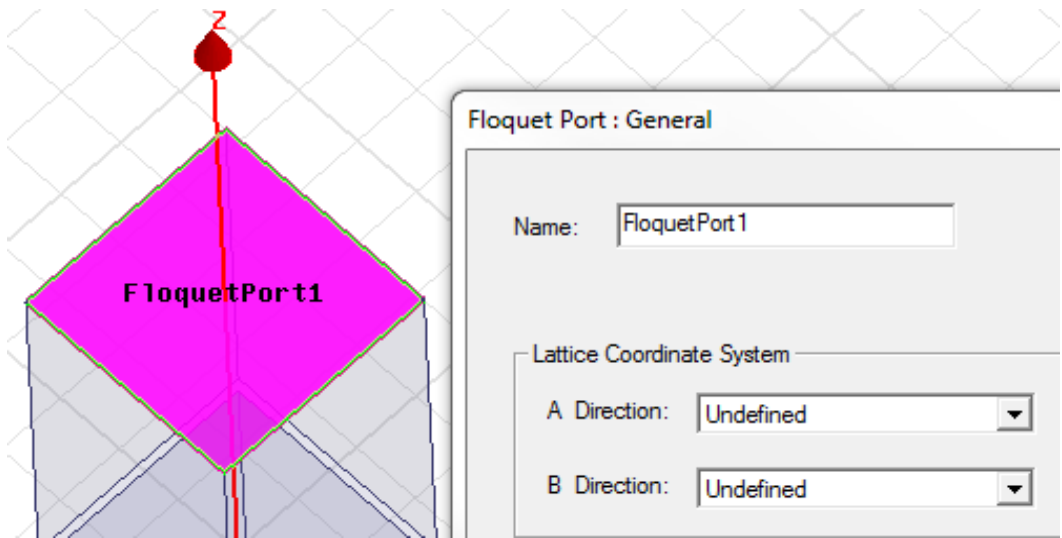 Z
FloquetPort1
Floquet Port : General
Name: FloquetPort1
Lattice Coordinate System
A Direction: Undefined
B Direction: Undefined